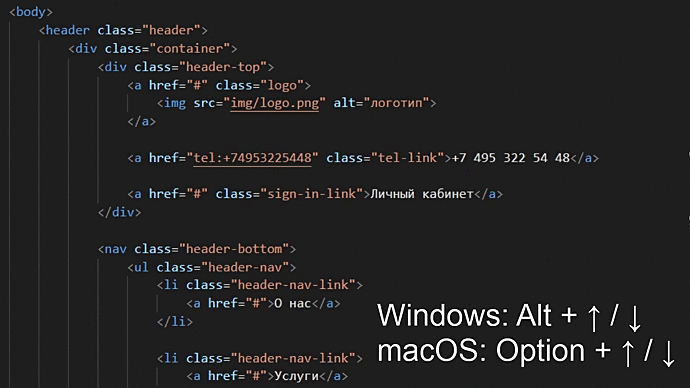 <body>
<header class="header">
<div class="container">
<div class="header-top">
<a href="#" class="logo">
<img src="img/logo.png" alt="логотип">
</a>
<a href="tel:+74953225448" class="tel-link">+7 495 322 54 48</a>
<a href="#" class="sign-in-link">Личный кабинет</a>
</div>
<nav class="header-bottom">
<ul class="header-nav">
<li class="header-nav-link">
<a href="#">О нас</a>
</li>
<li class="header-nav-link">
<a href="#">Услуги</a>
Windows: Alt + ↑ / ↓
macOS: Option + ↑ / ↓